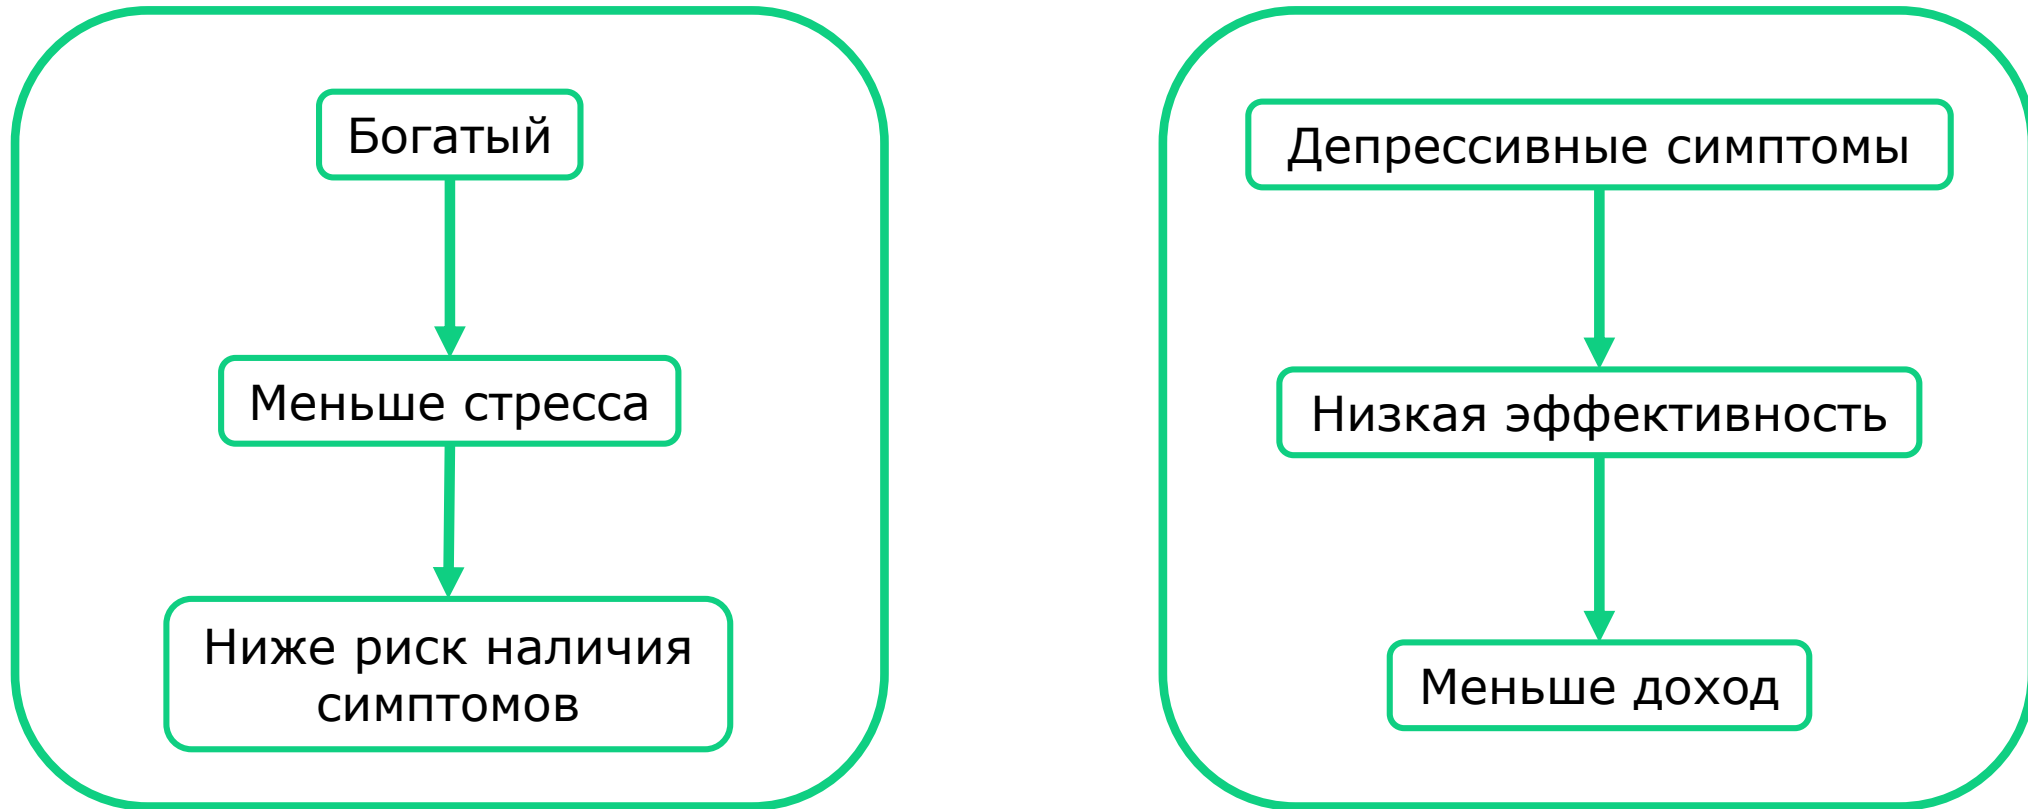 Богатый
Меньше стресса
Ниже риск наличия
симптомов
Депрессивные симптомы
Низкая эффективность
Меньше доход